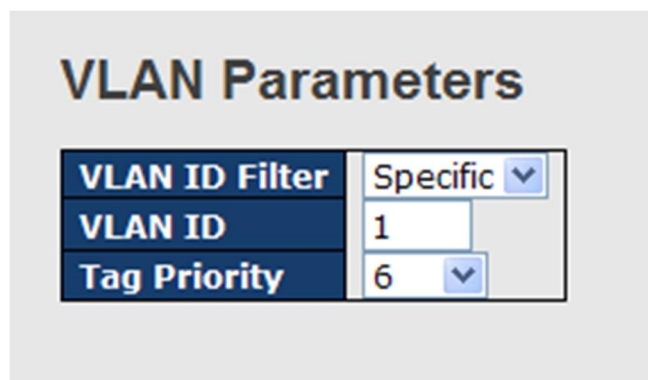 VLAN Parameters
VLAN ID Filter Specific
VLAN ID 1
Tag Priority 6